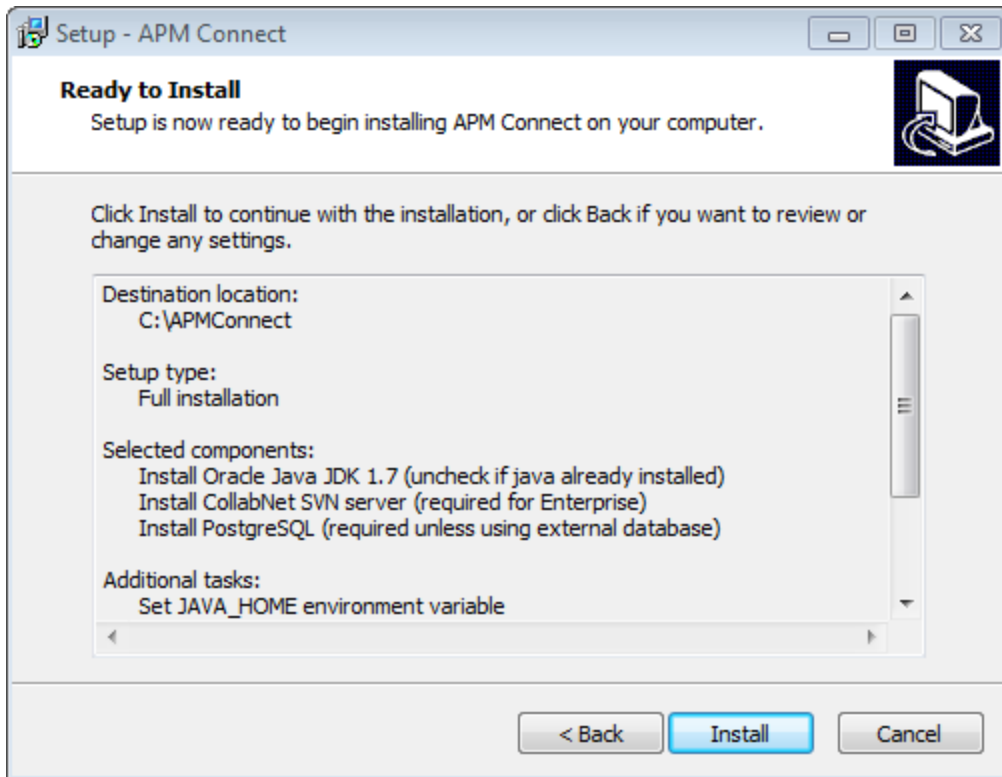 Setup - APM Connect
Ready to Install
Setup is now ready to begin installing APM Connect on your computer.
Click Install to continue with the installation, or click Back if you want to review or
change any settings.
Destination location:
C:\APMConnect
Setup type:
Full installation
Selected components:
Install Oracle Java JDK 1.7 (uncheck if java already installed)
Install CollabNet SVN server (required for Enterprise)
Install PostgreSQL (required unless using external database)
Additional tasks:
Set JAVA_HOME environment variable
< Back Install Cancel